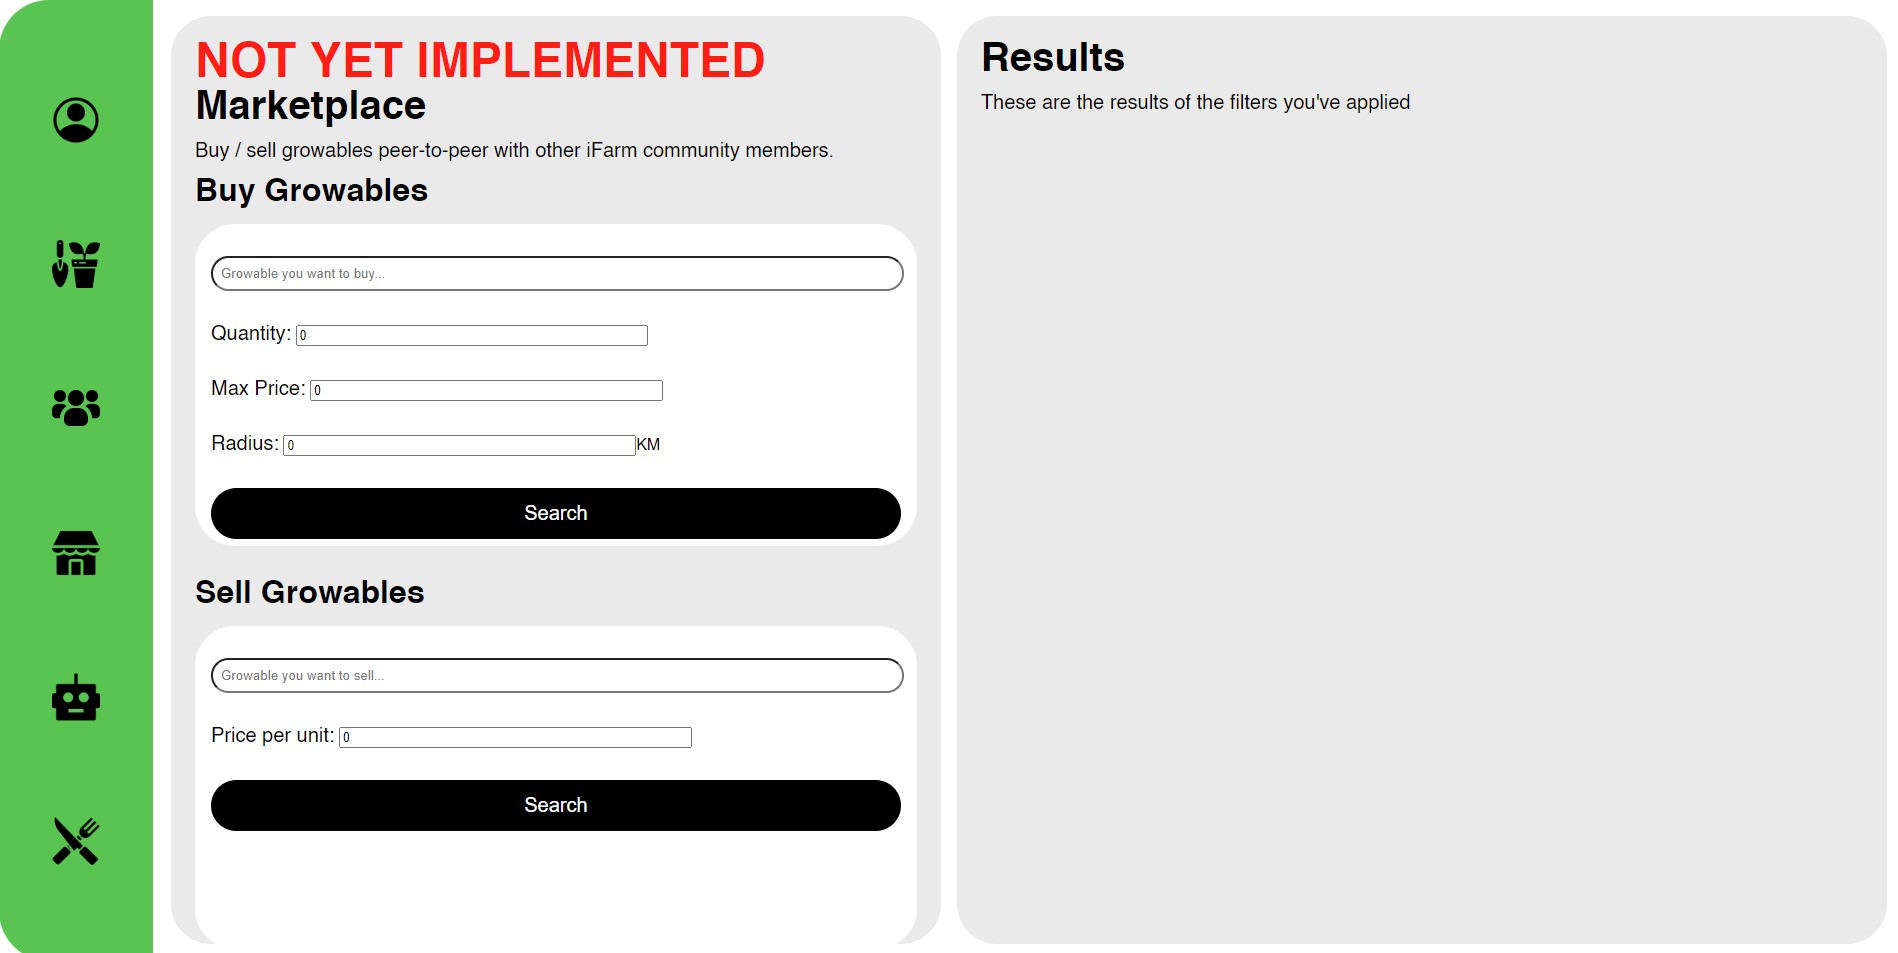 NOT YET IMPLEMENTED
Marketplace
Buy / sell growables peer-to-peer with other iFarm community members.
Buy Growables
Growable you want to buy...
Quantity: 0
Max Price: 0
Radius: 0 KM
Search
Sell Growables
Growable you want to sell...
Price per unit: 0
Search
Results
These are the results of the filters you've applied